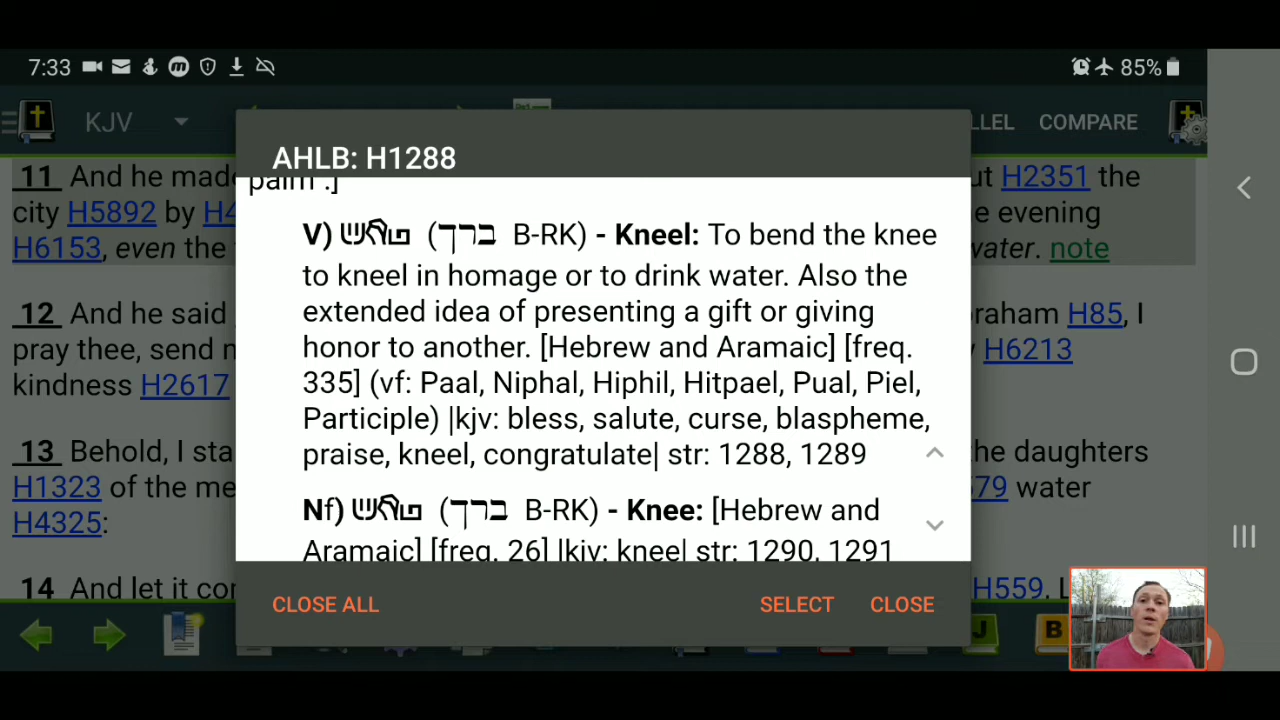 7:33
85%
KJV
LLEL COMPARE
AHLB: H1288
11 And he made
ut H2351 the
city H5892 by H4
e evening
H6153, even the
water. note
12 And he said
raham H85, I
pray thee, send
H6213
kindness H2617
13 Behold, I sta
he daughters
H1323 of the me
79 water
H4325:
14 And let it co
H559.
palm .]
V) (ברך B-RK) - Kneel: To bend the knee
to kneel in homage or to drink water. Also the
extended idea of presenting a gift or giving
honor to another. [Hebrew and Aramaic] [freq.
335] (vf: Paal, Niphal, Hiphil, Hitpael, Pual, Piel,
Participle) |kjv: bless, salute, curse, blaspheme,
praise, kneel, congratulate| str: 1288, 1289
Nf) (ברך B-RK) - Knee: [Hebrew and
Aramaic] [freq. 26] |kjv: knee| str: 1290, 1291
CLOSE ALL
SELECT CLOSE
J
B